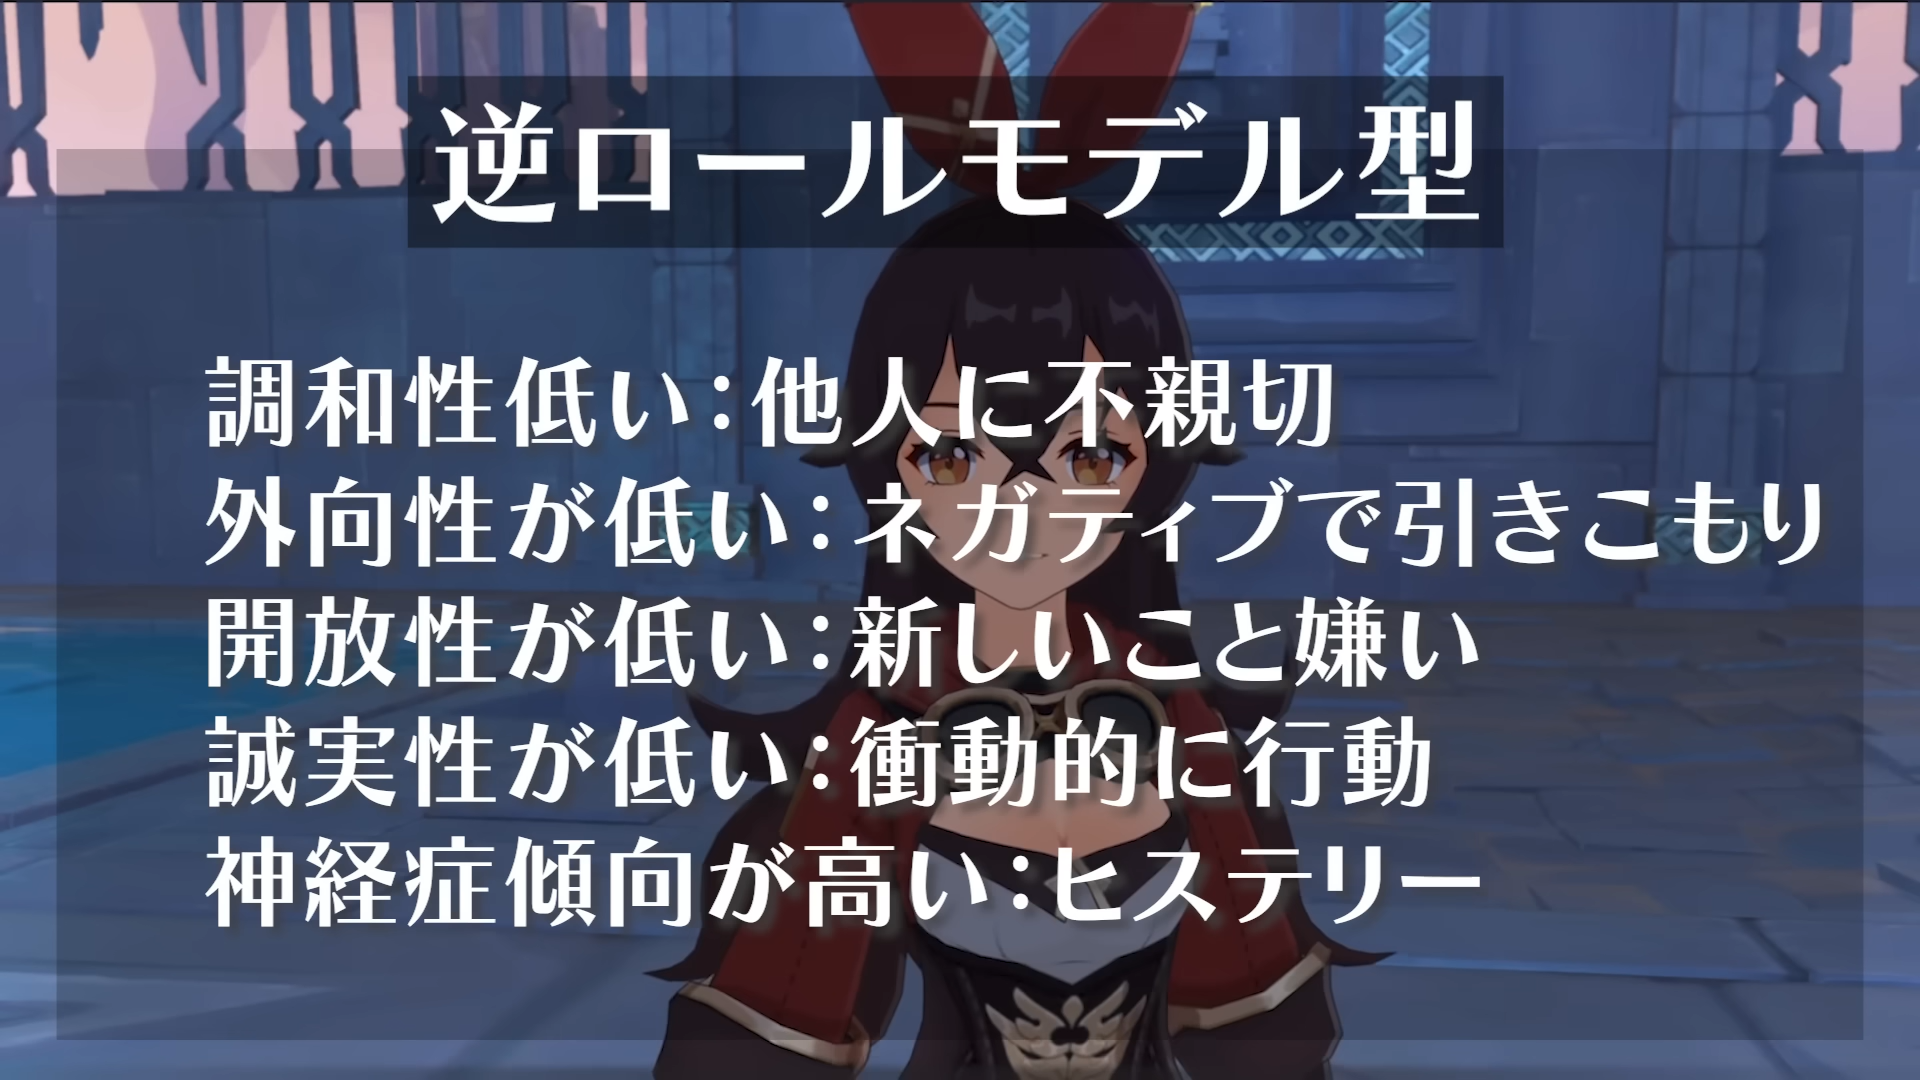 逆ロールモデル型
調和性低い：他人に不親切
外向性が低い：ネガティブで引きこもり
開放性が低い：新しいこと嫌い
誠実性が低い：衝動的に行動
神経症傾向が高い：ヒステリー